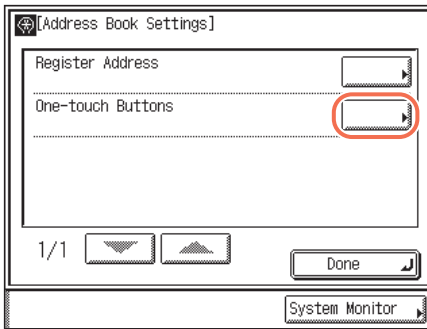 [Address Book Settings]
Register Address
One-touch Buttons
1/1
Done
System Monitor